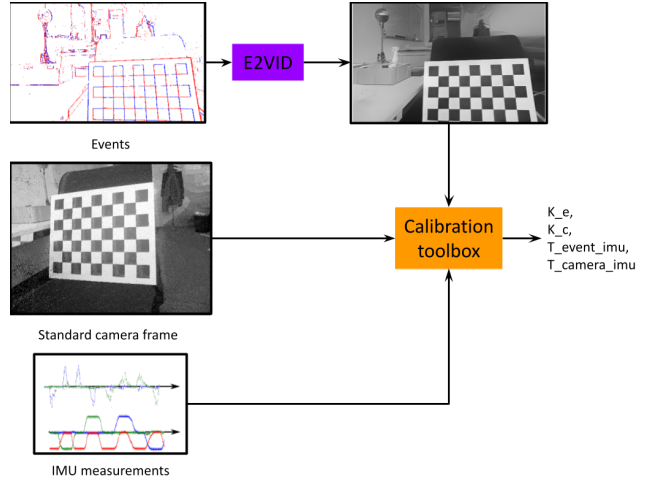 E2VID
Events
Calibration
toolbox
K_e,
K_c,
T_event_imu,
T_camera_imu
Standard camera frame
IMU measurements